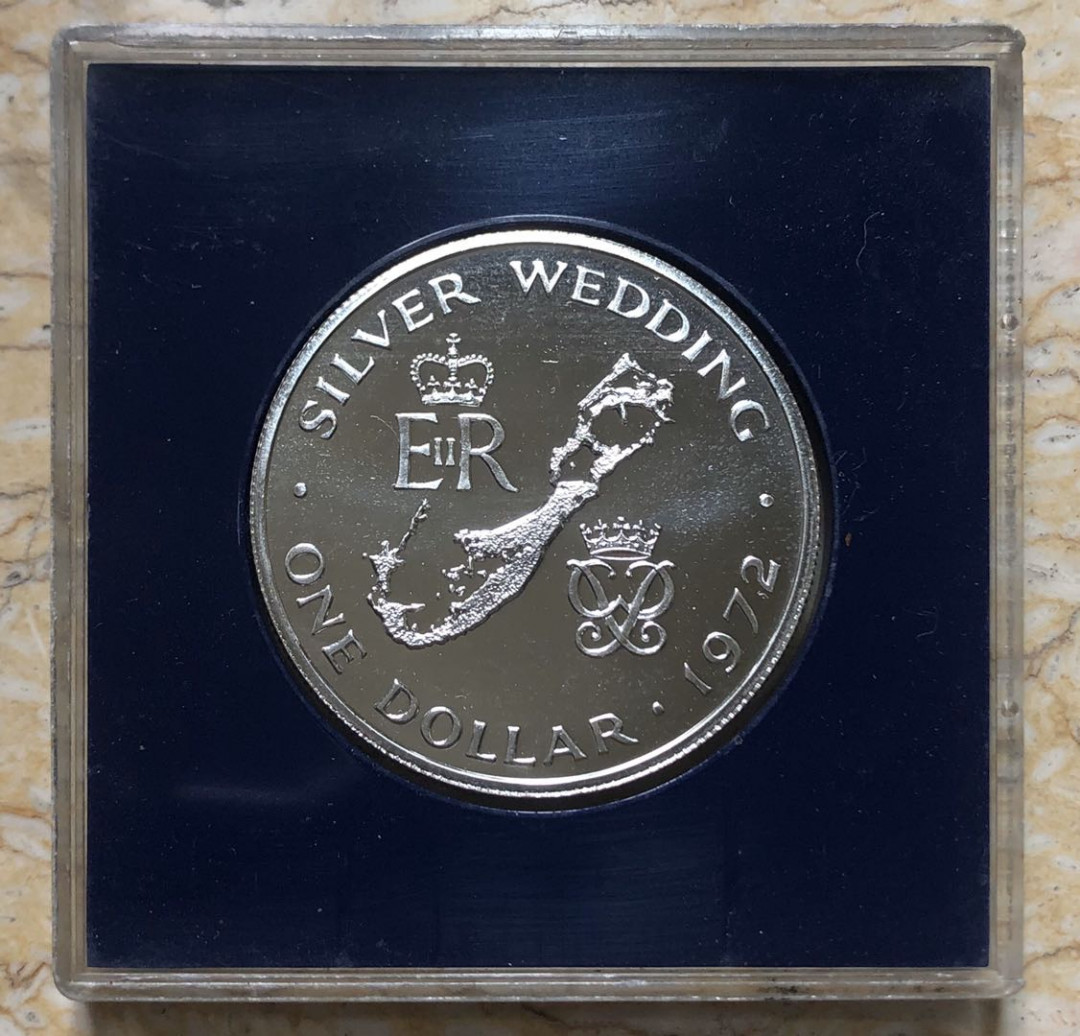 SILVER WEDDING
EIIR
ONE DOLLAR · 1972